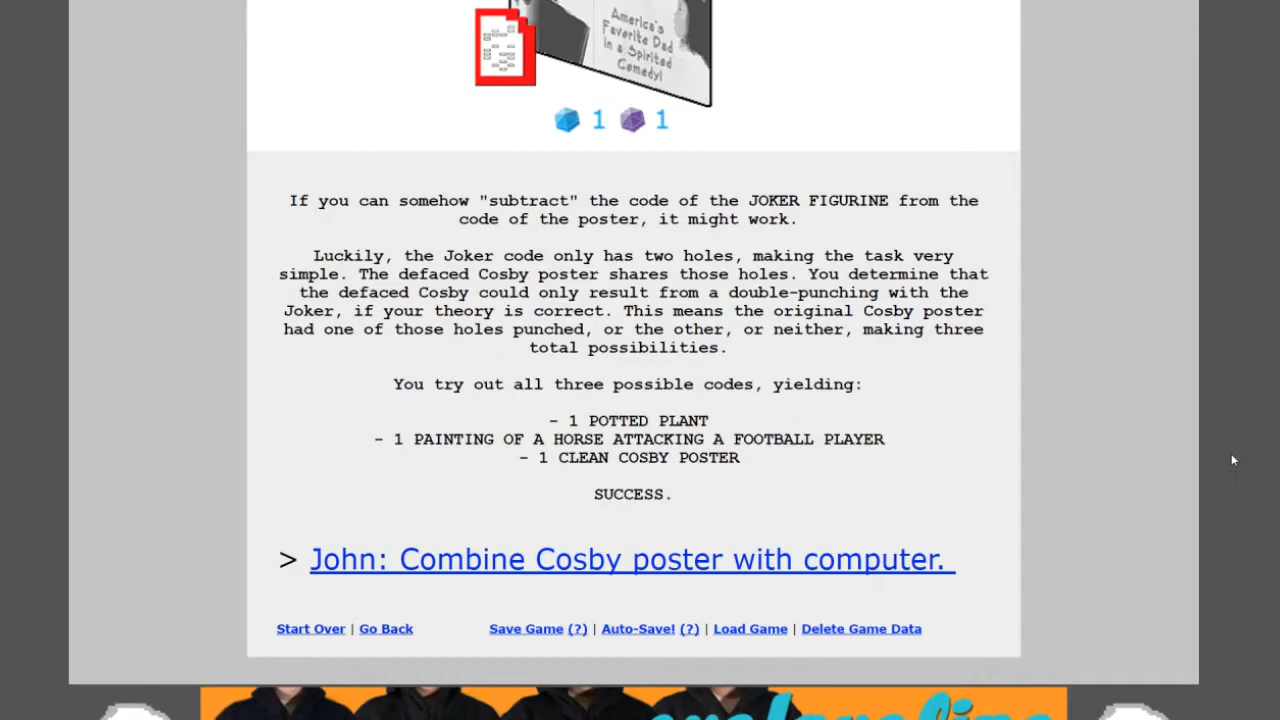 America's
Favorite Dad
in a Spirited
Comedy!
1 1
If you can somehow "subtract" the code of the JOKER FIGURINE from the
code of the poster, it might work.
Luckily, the Joker code only has two holes, making the task very
simple. The defaced Cosby poster shares those holes. You determine that
the defaced Cosby could only result from a double-punching with the
Joker, if your theory is correct. This means the original Cosby poster
had one of those holes punched, or the other, or neither, making three
total possibilities.
You try out all three possible codes, yielding:
- 1 POTTED PLANT
- 1 PAINTING OF A HORSE ATTACKING A FOOTBALL PLAYER
- 1 CLEAN COSBY POSTER
SUCCESS.
> John: Combine Cosby poster with computer.
Start Over | Go Back Save Game (?) | Auto-Save! (?) | Load Game | Delete Game Data